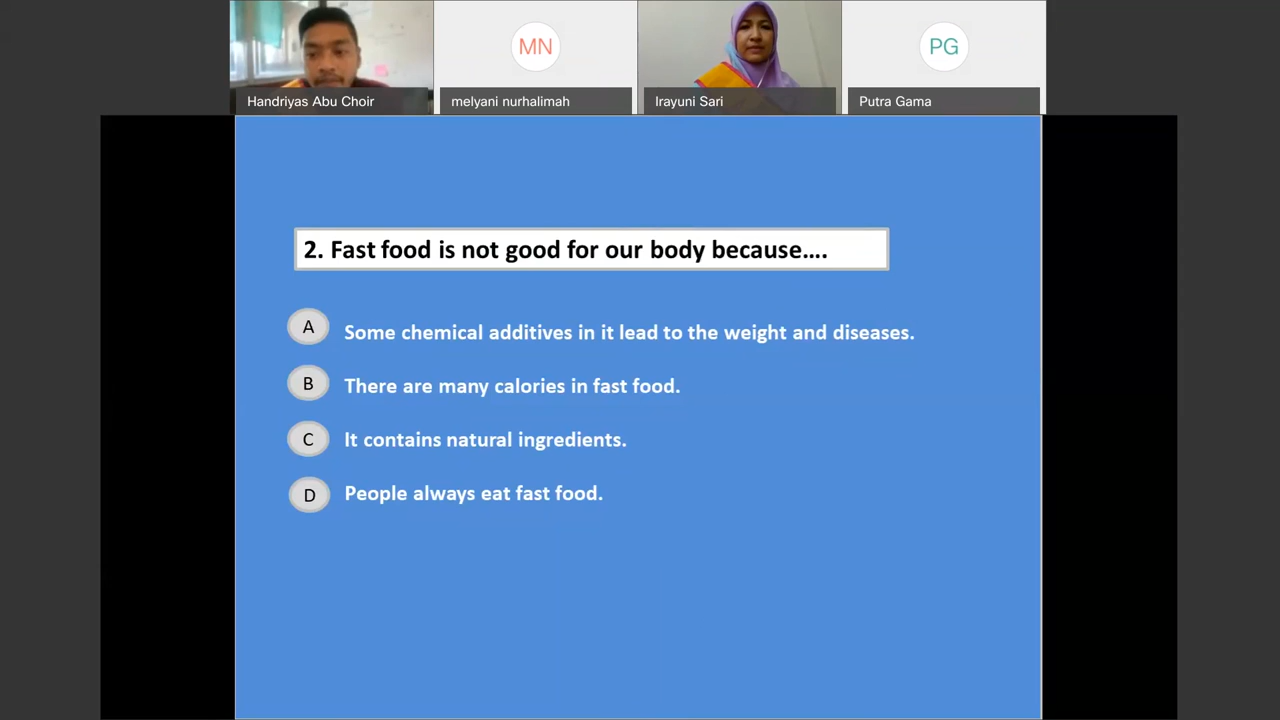 MN
PG
Handriyas Abu Choir
melyani nurhalimah
Irayuni Sari
Putra Gama
2. Fast food is not good for our body because....
A Some chemical additives in it lead to the weight and diseases.
B There are many calories in fast food.
C It contains natural ingredients.
D People always eat fast food.